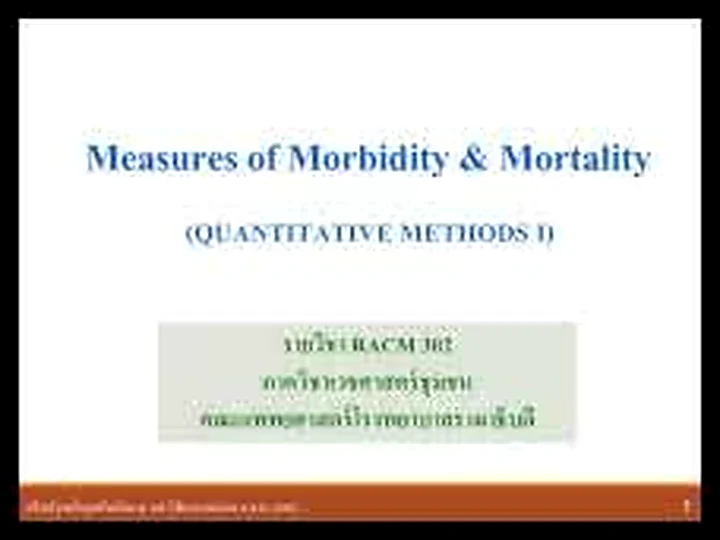 Measures of Morbidity & Mortality
(QUANTITATIVE METHODS I)
รายวิชา RACM 302
ภาควิชาเวชศาสตร์ชุมชน
คณะแพทยศาสตร์โรงพยาบาลรามาธิบดี
1